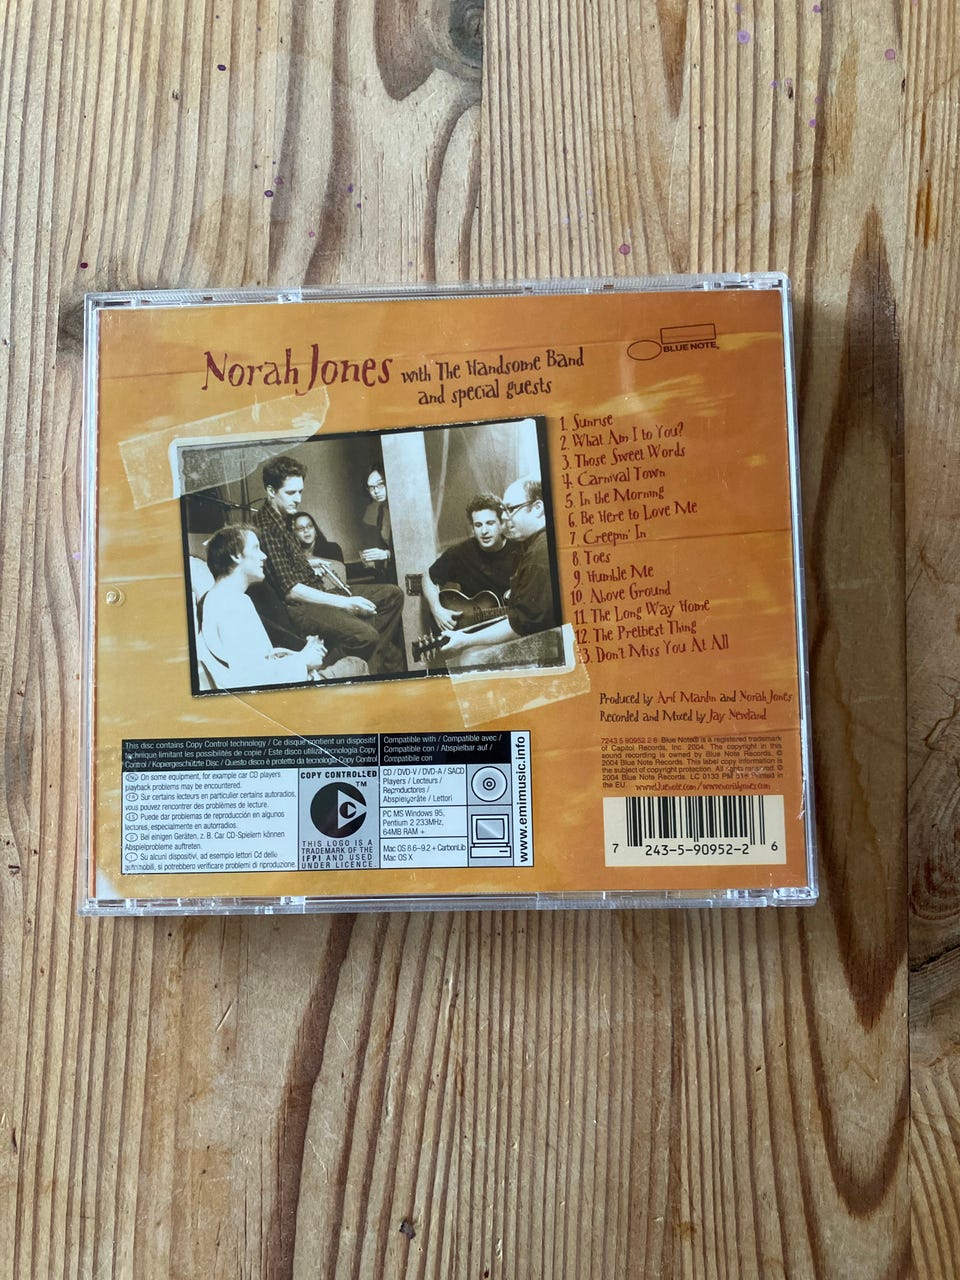 Norah Jones with The Handsome Band
and special guests
BLUE NOTE®
1. Sunrise
2. What Am I to You?
3. Those Sweet Words
4. Carnival Town
5. In the Morning
6. Be Here to Love Me
7. Creepin' In
8. Toes
9. Humble Me
10. Above Ground
11. The Long Way Home
12. The Prettiest Thing
13. Don't Miss You At All
Produced by Arif Mardin and Norah Jones
Recorded and Mixed by Jay Newland
7243 5 90952 2 6 Blue Note® is a registered trademark
of Capitol Records, Inc. 2004. The copyright in this
sound recording is owned by Blue Note Records. ©
2004 Blue Note Records. This label copy information is
the subject of copyright protection. All rights reserved. ©
2004 Blue Note Records. LC 0133 PM 518 Printed in
the EU.
www.bluenote.com / www.norahjones.com
7 243-5-90952-2 6
This disc contains Copy Control technology / Ce disque contient un dispositif
technique limitant les possibilités de copie / Este disco utiliza tecnología Copy
Control / Kopiergeschützte Disc / Questo disco è protetto da tecnologia Copy Control
ENG On some equipment, for example car CD players
playback problems may be encountered.
FR Sur certains lecteurs en particulier certains autoradios,
vous pouvez rencontrer des problèmes de lecture.
ES Puede dar problemas de reproducción en algunos
lectores, especialmente en autorradios.
D Bei einigen Geräten, z. B. Car CD-Spielern können
Abspielprobleme auftreten.
I Su alcuni dispositivi, ad esempio lettori Cd delle
automobili, si potrebbero verificare problemi di riproduzione
COPY CONTROLLED
TM
THIS LOGO IS A
TRADEMARK OF THE
IFPI AND USED
UNDER LICENCE.
Compatible with / Compatible avec /
Compatible con / Abspielbar auf /
Compatibile con
CD / DVD-V / DVD-A / SACD
Players / Lecteurs /
Reproductores /
Abspielgeräte / Lettori
PC MS Windows 95,
Pentium 2 233MHz,
64MB RAM +
Mac OS 8.6–9.2 + CarbonLib
Mac OS X
www.emimusic.info